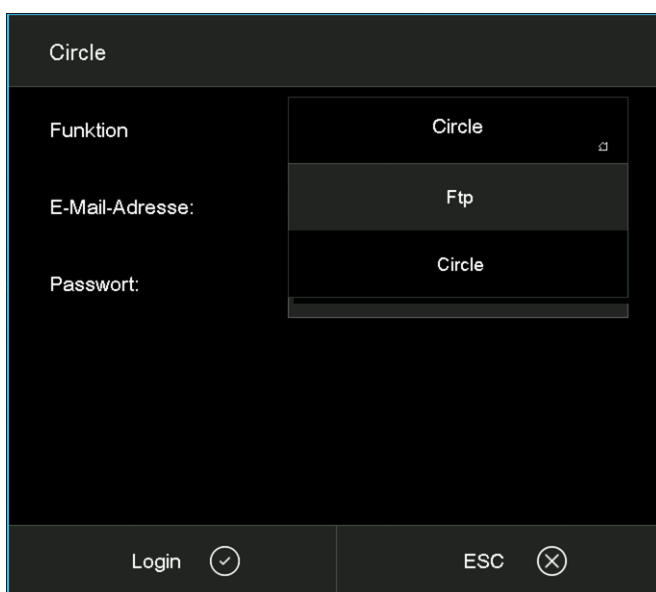 Circle
Funktion
Circle
E-Mail-Adresse:
Ftp
Passwort:
Circle
Login
ESC